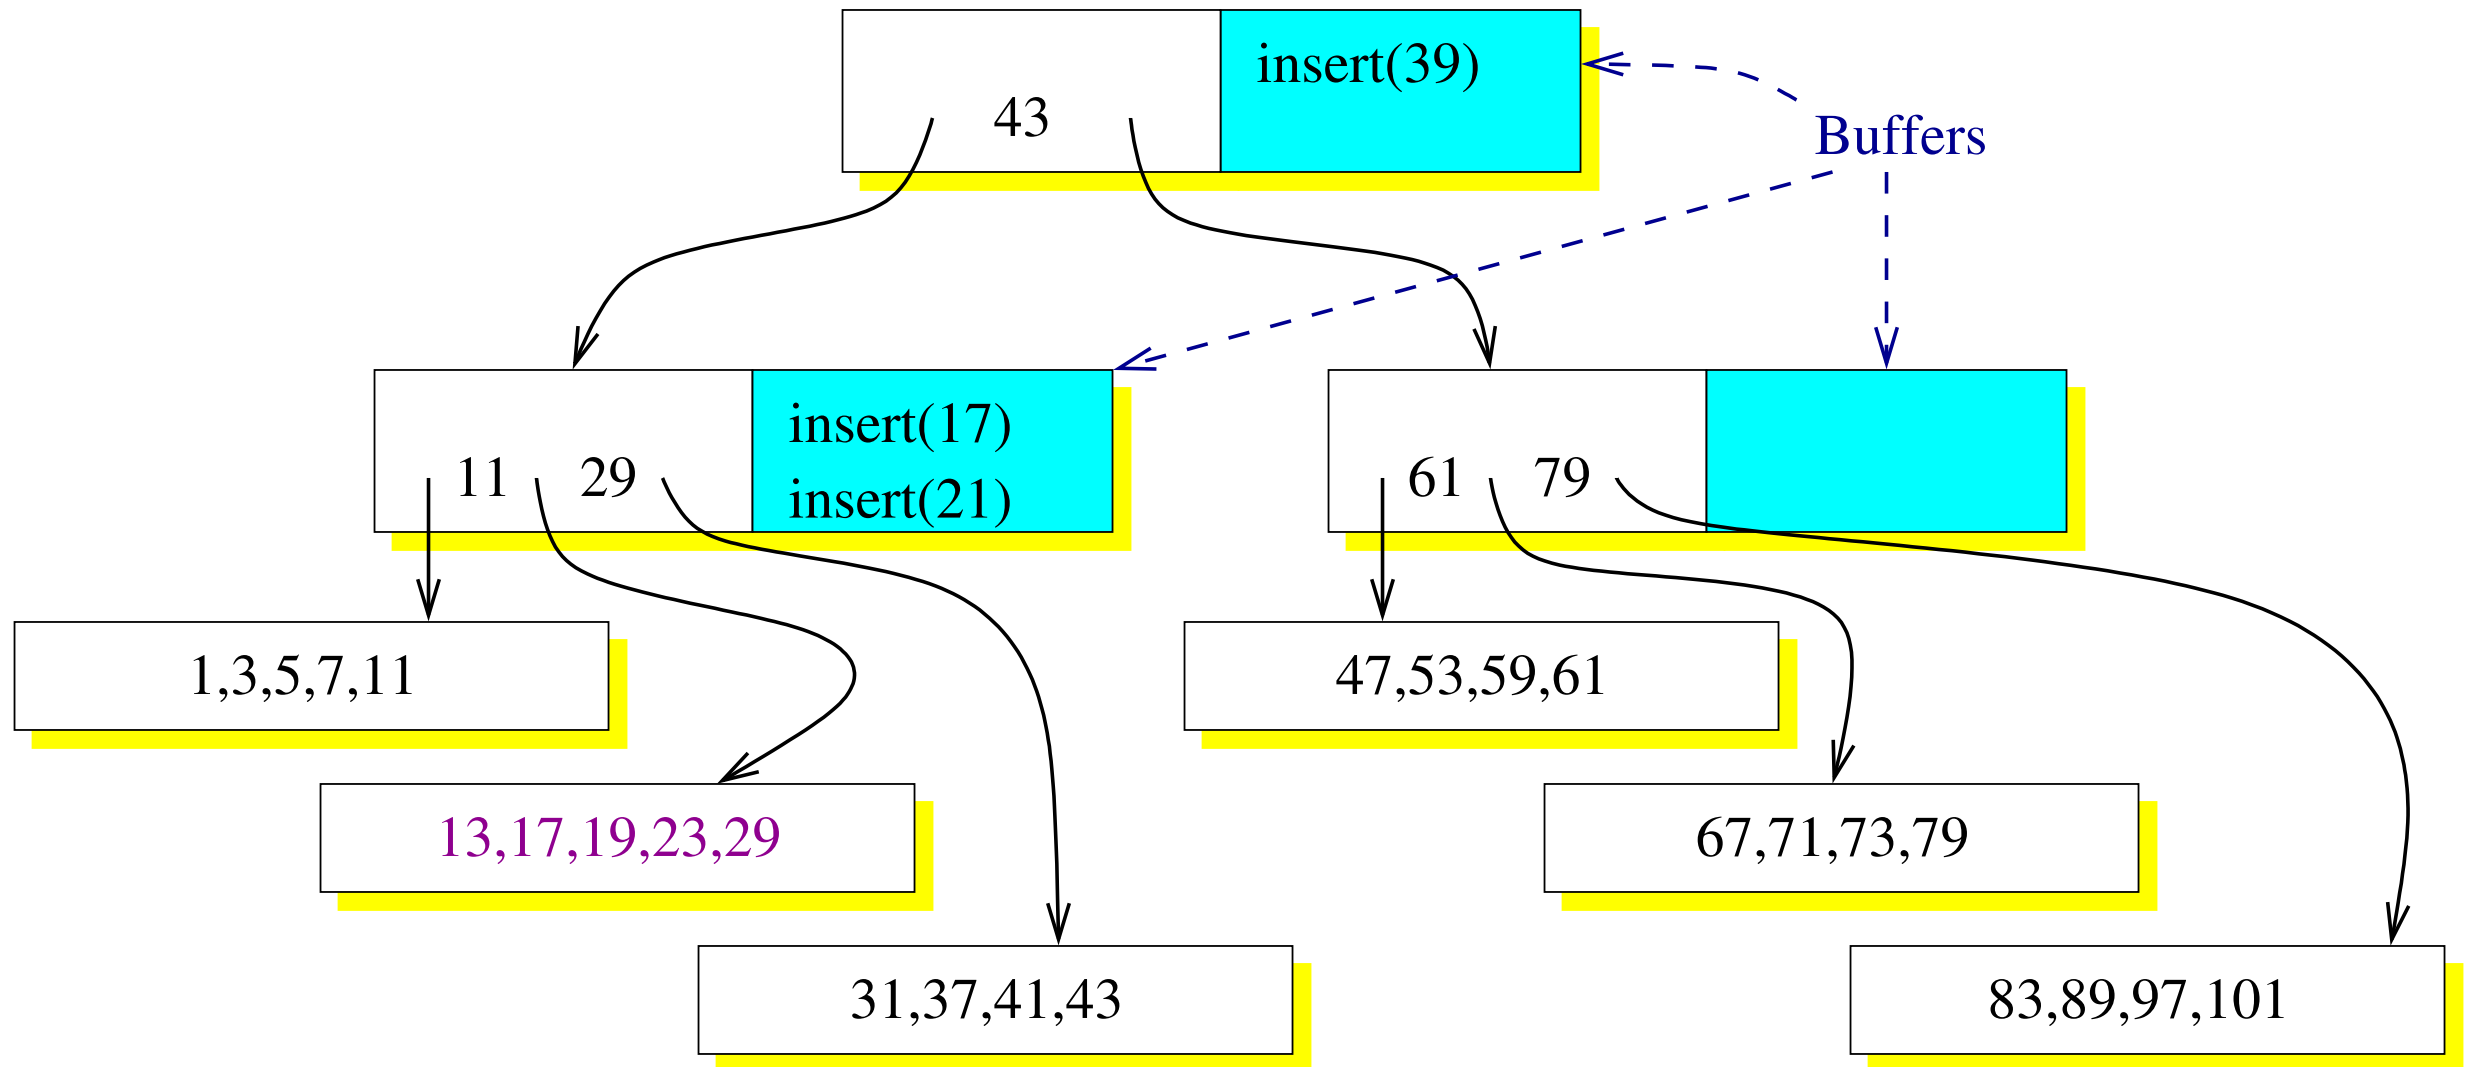 insert(39)
43
Buffers
insert(17)
11 29
insert(21)
61 79
1,3,5,7,11
47,53,59,61
13,17,19,23,29
67,71,73,79
31,37,41,43
83,89,97,101